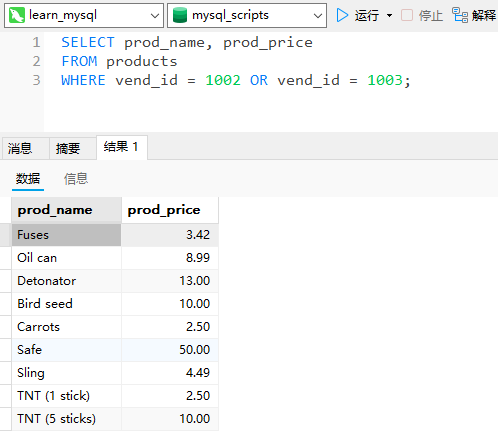 learn_mysql mysql_scripts 运行 停止 解释
1 SELECT prod_name, prod_price
2 FROM products
3 WHERE vend_id = 1002 OR vend_id = 1003;
消息 摘要 结果 1
数据 信息
prod_name prod_price
Fuses 3.42
Oil can 8.99
Detonator 13.00
Bird seed 10.00
Carrots 2.50
Safe 50.00
Sling 4.49
TNT (1 stick) 2.50
TNT (5 sticks) 10.00